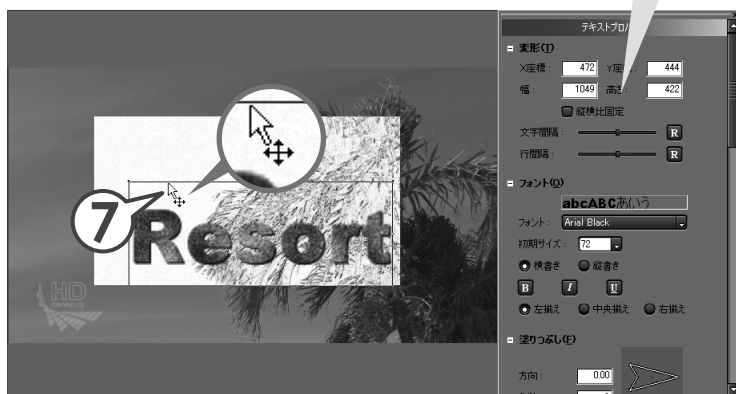 テキストプロパ
変形(T)
X座標： 472 Y座 444
幅： 1049 高さ： 422
縦横比固定
文字間隔： R
行間隔： R
フォント(O)
abcABCあいう
フォント： Arial Black
初期サイズ： 72
横書き 縦書き
B I U
左揃え 中央揃え 右揃え
塗りつぶし(F)
方向： 0.00
7
Resort
HD
canopus